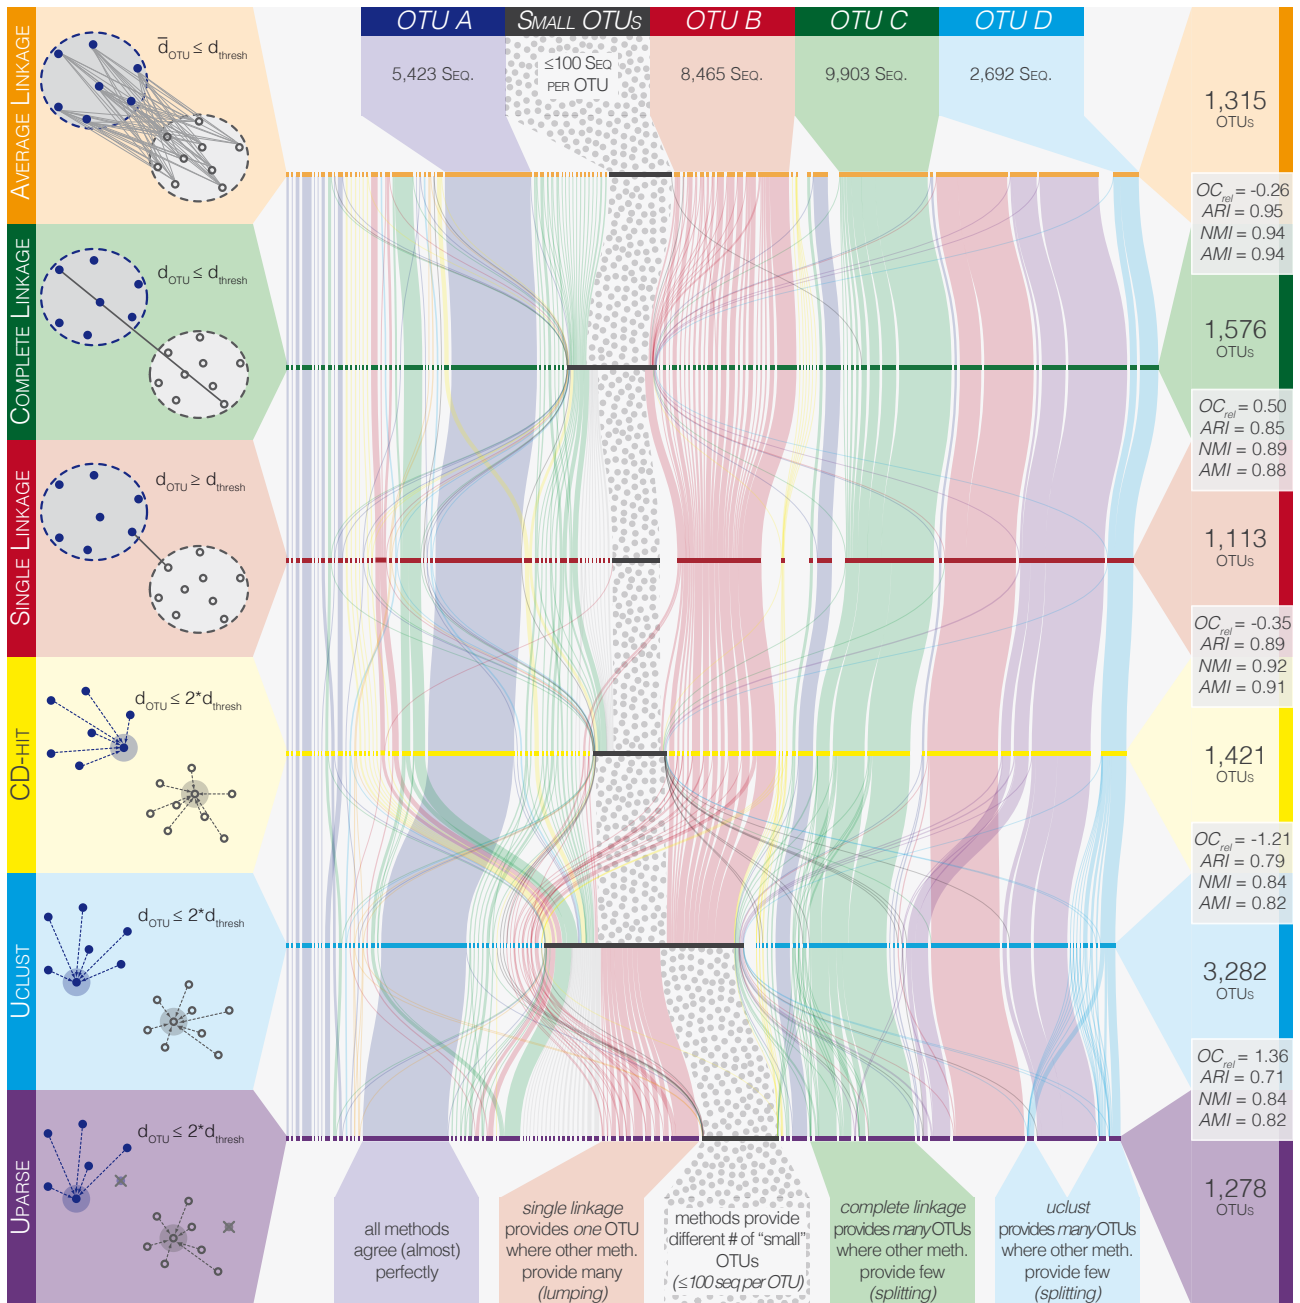 OTU A
SMALL OTUS
OTU B
OTU C
OTU D
5,423 SEQ.
≤100 SEQ
PER OTU
8,465 SEQ.
9,903 SEQ.
2,692 SEQ.
AVERAGE LINKAGE
d̅OTU ≤ dthresh
1,315
OTUS
OCrel = -0.26
ARI = 0.95
NMI = 0.94
AMI = 0.94
COMPLETE LINKAGE
dOTU ≤ dthresh
1,576
OTUS
OCrel = 0.50
ARI = 0.85
NMI = 0.89
AMI = 0.88
SINGLE LINKAGE
dOTU ≥ dthresh
1,113
OTUS
OCrel = -0.35
ARI = 0.89
NMI = 0.92
AMI = 0.91
CD-HIT
dOTU ≤ 2*dthresh
1,421
OTUS
OCrel = -1.21
ARI = 0.79
NMI = 0.84
AMI = 0.82
UCLUST
dOTU ≤ 2*dthresh
3,282
OTUS
OCrel = 1.36
ARI = 0.71
NMI = 0.84
AMI = 0.82
UPARSE
dOTU ≤ 2*dthresh
1,278
OTUS
all methods
agree (almost)
perfectly
single linkage
provides one OTU
where other meth.
provide many
(lumping)
methods provide
different # of "small"
OTUs
(≤100 seq per OTU)
complete linkage
provides many OTUs
where other meth.
provide few
(splitting)
uclust
provides many OTUs
where other meth.
provide few
(splitting)